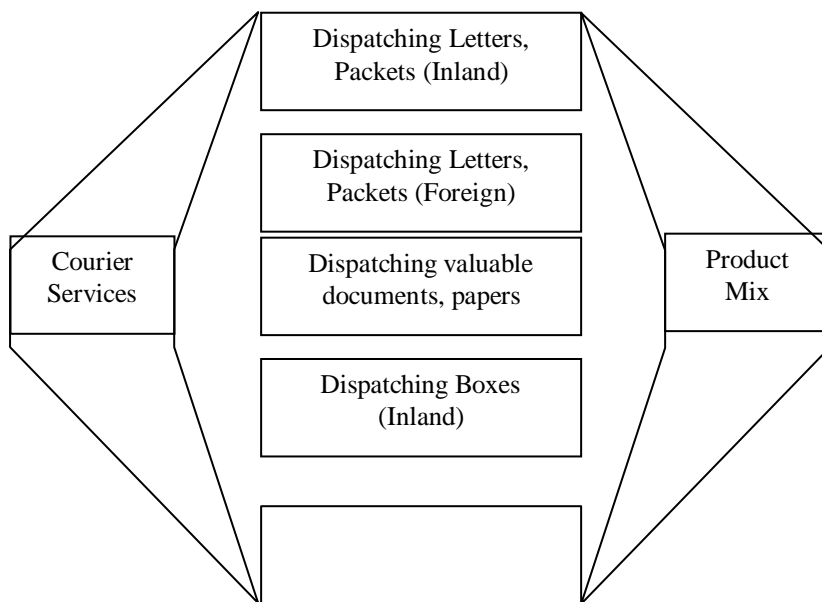 Dispatching Letters,
Packets (Inland)
Dispatching Letters,
Packets (Foreign)
Courier
Services
Dispatching valuable
documents, papers
Product
Mix
Dispatching Boxes
(Inland)